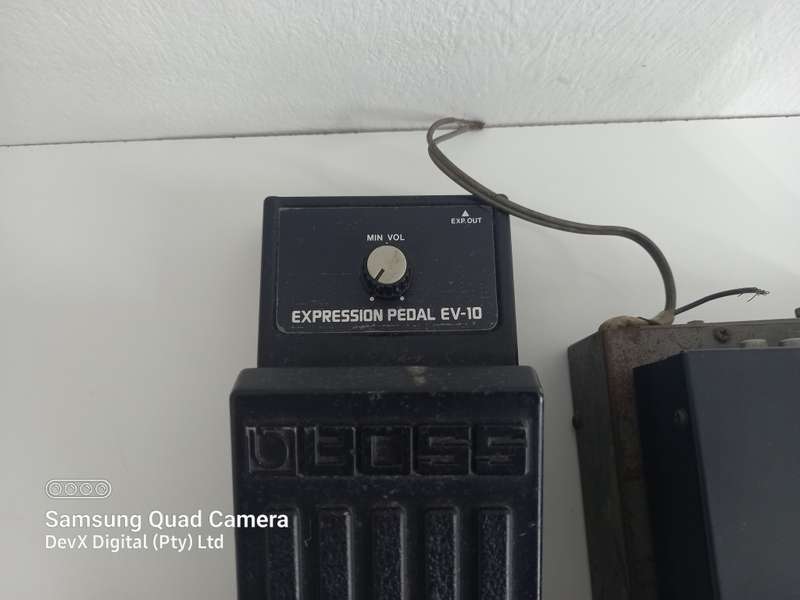 EXP. OUT
MIN VOL
EXPRESSION PEDAL EV-10
BOSS
Samsung Quad Camera
DevX Digital (Pty) Ltd